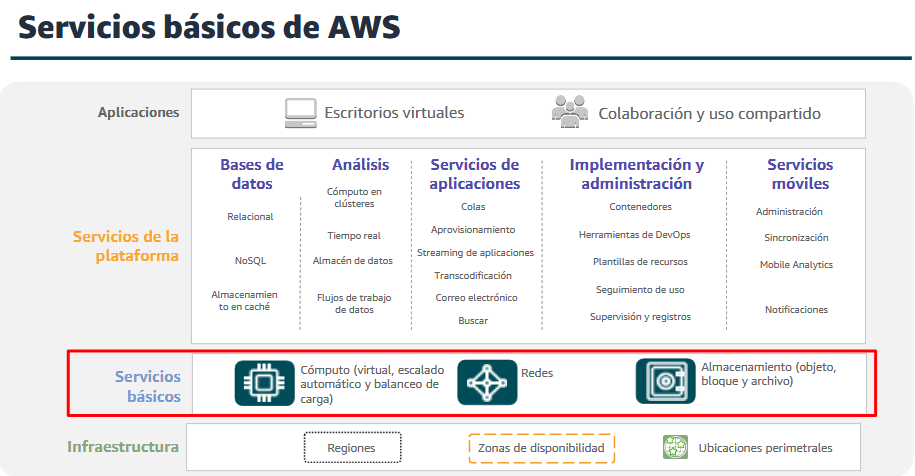 Servicios básicos de AWS
Aplicaciones
Escritorios virtuales
Colaboración y uso compartido
Servicios de la
plataforma
Bases de
datos
Relacional
NoSQL
Almacenamien
to en caché
Análisis
Cómputo en
clústeres
Tiempo real
Almacén de datos
Flujos de trabajo
de datos
Servicios de
aplicaciones
Colas
Aprovisionamiento
Streaming de aplicaciones
Transcodificación
Correo electrónico
Buscar
Implementación y
administración
Contenedores
Herramientas de DevOps
Plantillas de recursos
Seguimiento de uso
Supervisión y registros
Servicios
móviles
Administración
Sincronización
Mobile Analytics
Notificaciones
Servicios
básicos
Cómputo (virtual, escalado
automático y balanceo de
carga)
Redes
Almacenamiento (objeto,
bloque y archivo)
Infraestructura
Regiones
Zonas de disponibilidad
Ubicaciones perimetrales